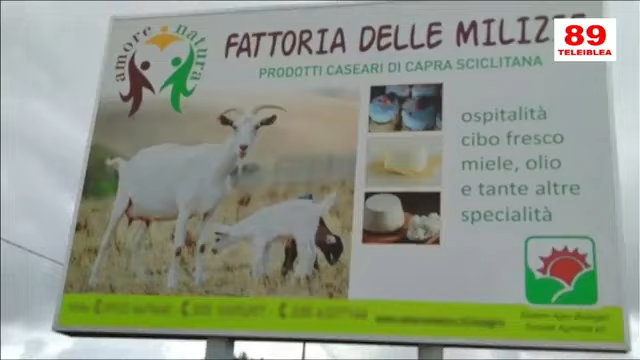 amore natura
FATTORIA DELLE MILIZIE
89
TELEIBLEA
PRODOTTI CASEARI DI CAPRA SCICLITANA
ospitalità
cibo fresco
miele, olio
e tante altre
specialità